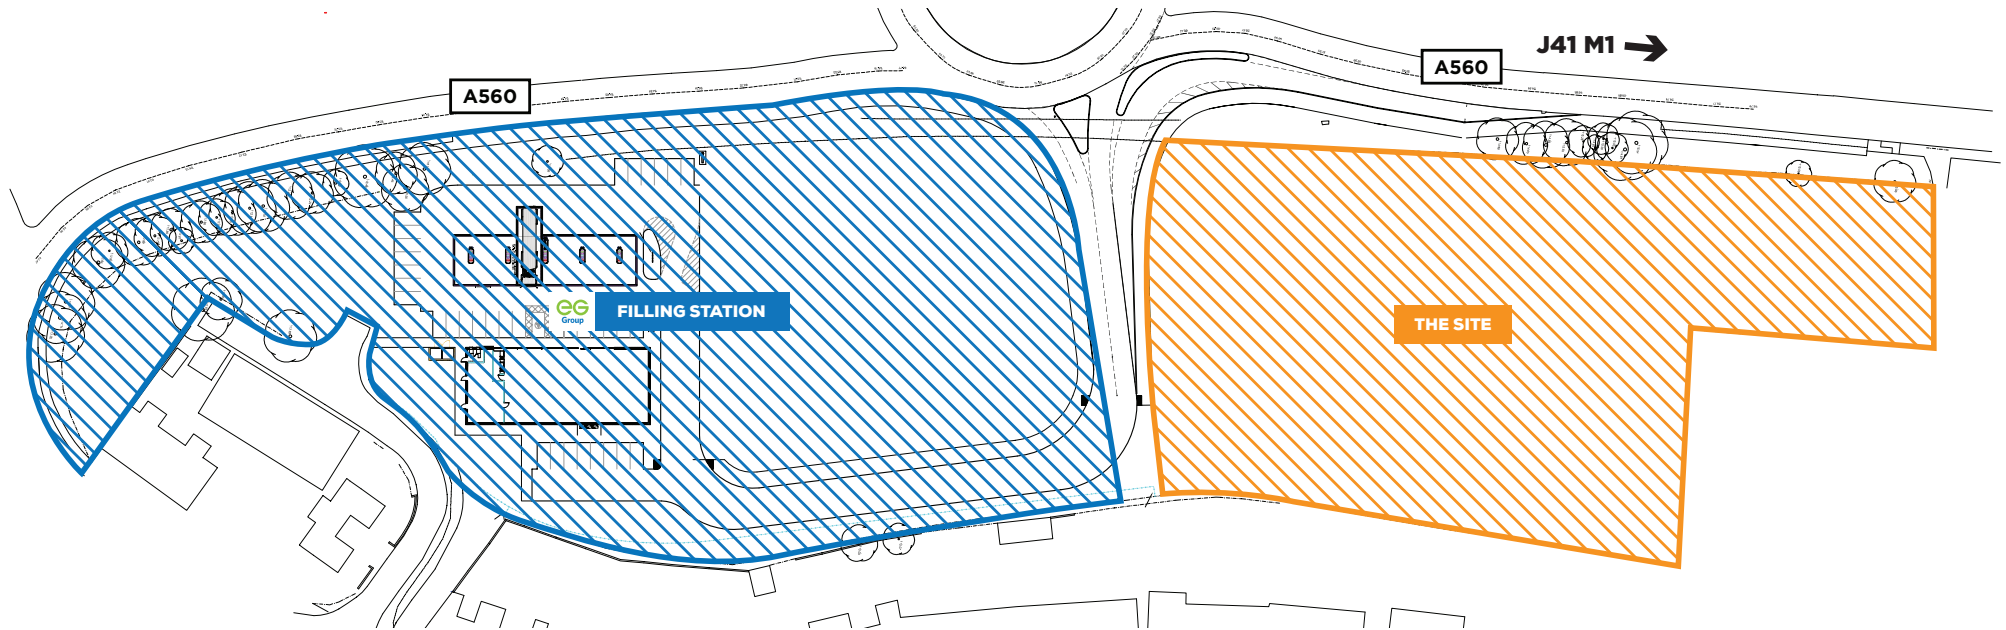 J41 M1
A560
A560
eG
Group
FILLING STATION
THE SITE